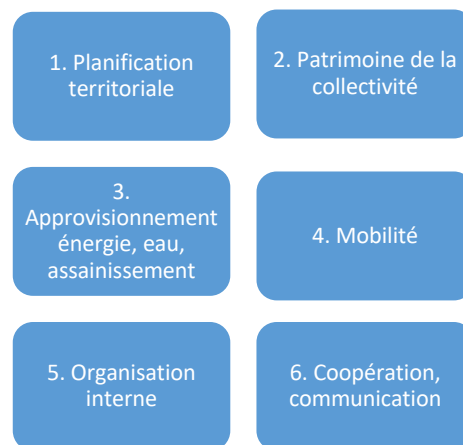 1. Planification
territoriale
2. Patrimoine de la
collectivité
3.
Approvisionnement
énergie, eau,
assainissement
4. Mobilité
5. Organisation
interne
6. Coopération,
communication